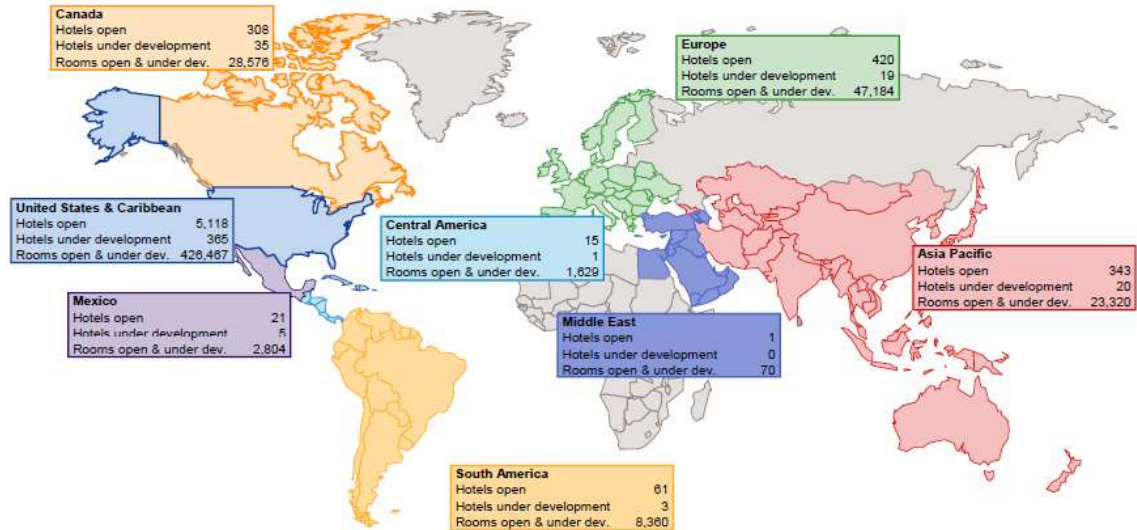 Canada
Hotels open 308
Hotels under development 35
Rooms open & under dev. 28,576
Europe
Hotels open 420
Hotels under development 19
Rooms open & under dev. 47,184
United States & Caribbean
Hotels open 5,118
Hotels under development 365
Rooms open & under dev. 426,467
Central America
Hotels open 15
Hotels under development 1
Rooms open & under dev. 1,629
Asia Pacific
Hotels open 343
Hotels under development 20
Rooms open & under dev. 23,320
Mexico
Hotels open 21
Hotels under development 5
Rooms open & under dev. 2,804
Middle East
Hotels open 1
Hotels under development 0
Rooms open & under dev. 70
South America
Hotels open 61
Hotels under development 3
Rooms open & under dev. 8,360